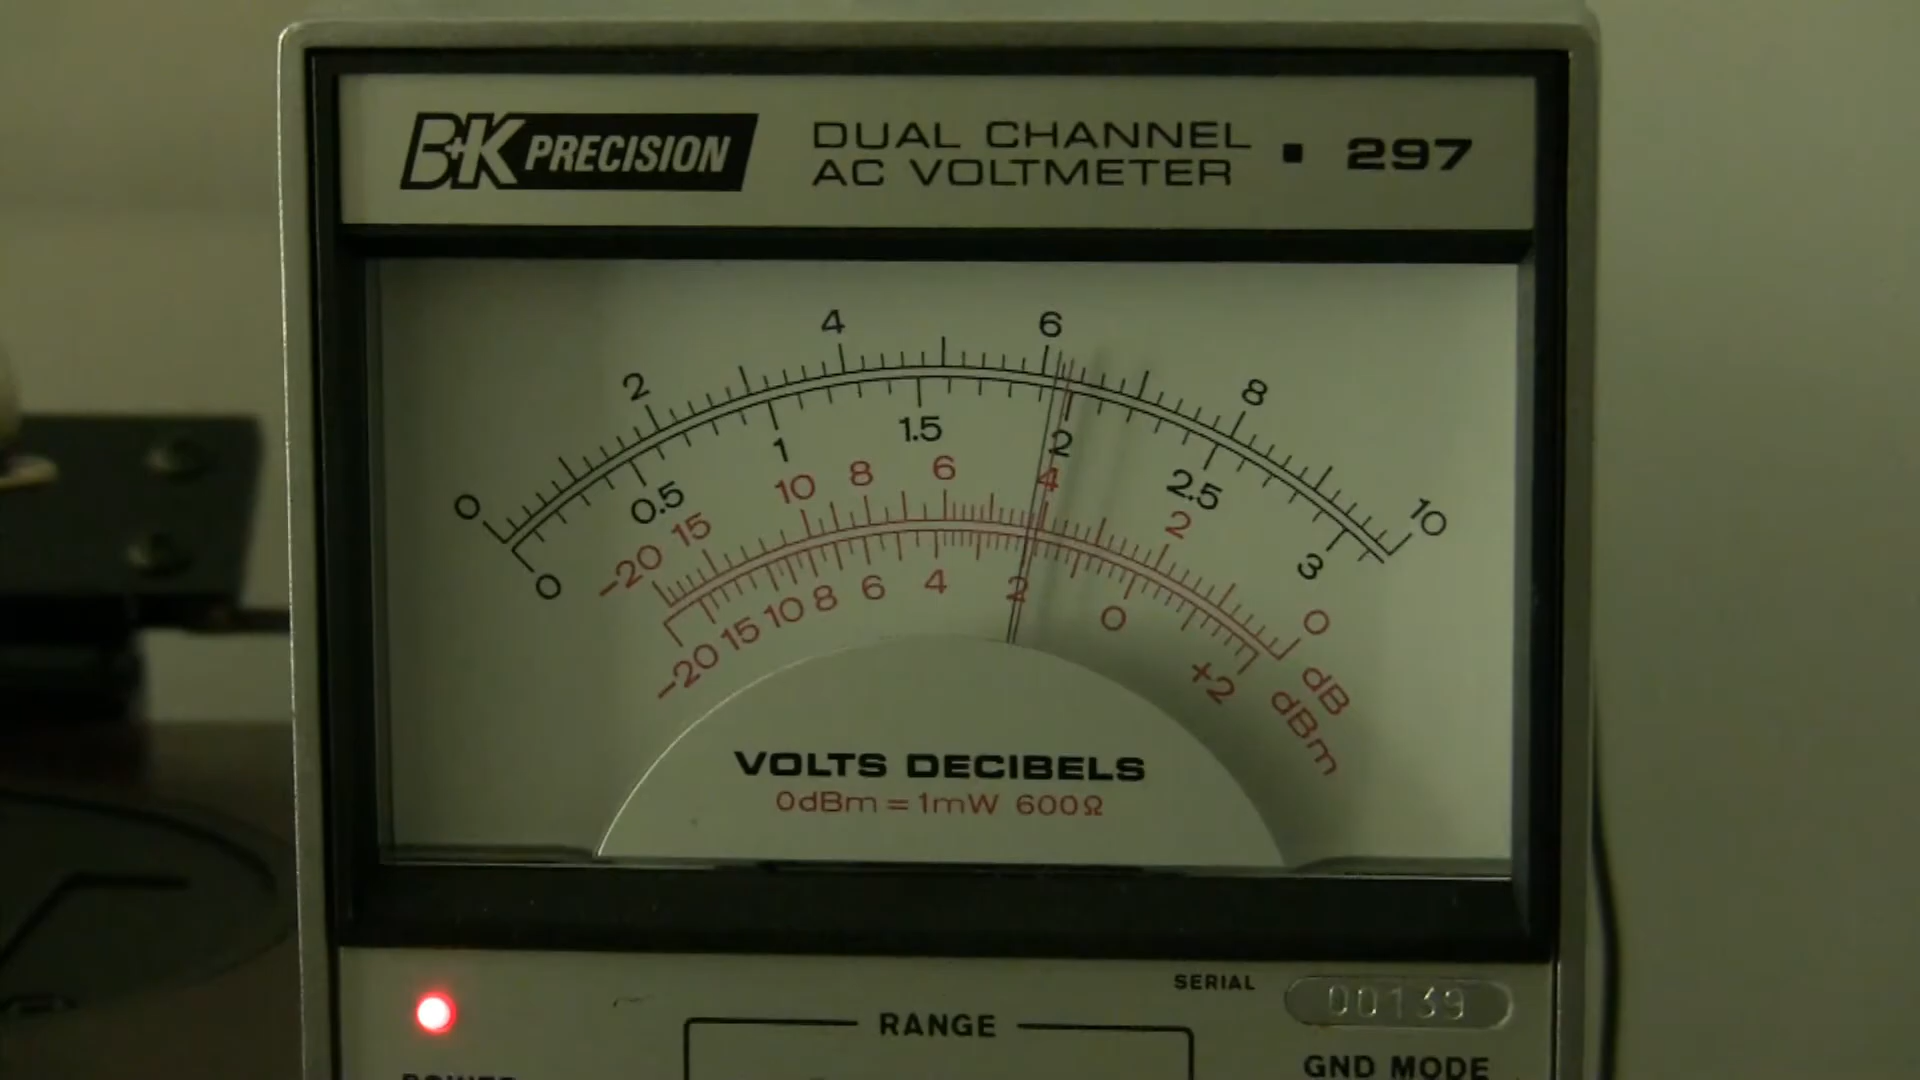 B+K PRECISION
DUAL CHANNEL
AC VOLTMETER ▪ 297
0 2 4 6 8 10
0 0.5 1 1.5 2 2.5 3
-20 15 10 8 6 4 2 0 dB
-20 15 10 8 6 4 2 0 +2 dBm
VOLTS DECIBELS
0dBm = 1mW 600Ω
SERIAL 00139
RANGE
GND MODE
POWER